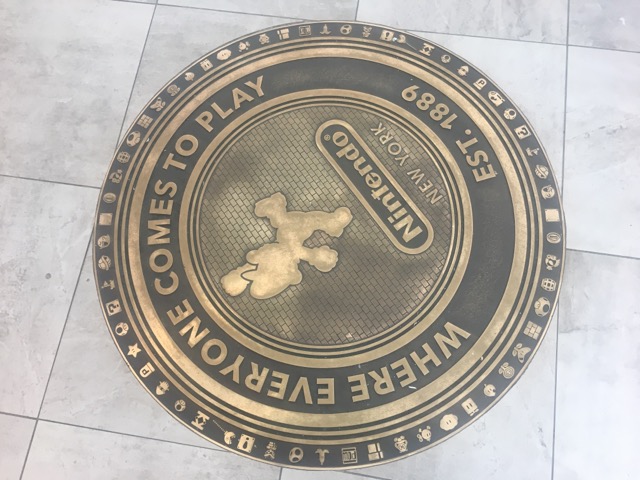 Nintendo®
NEW YORK
WHERE EVERYONE COMES TO PLAY
EST. 1889